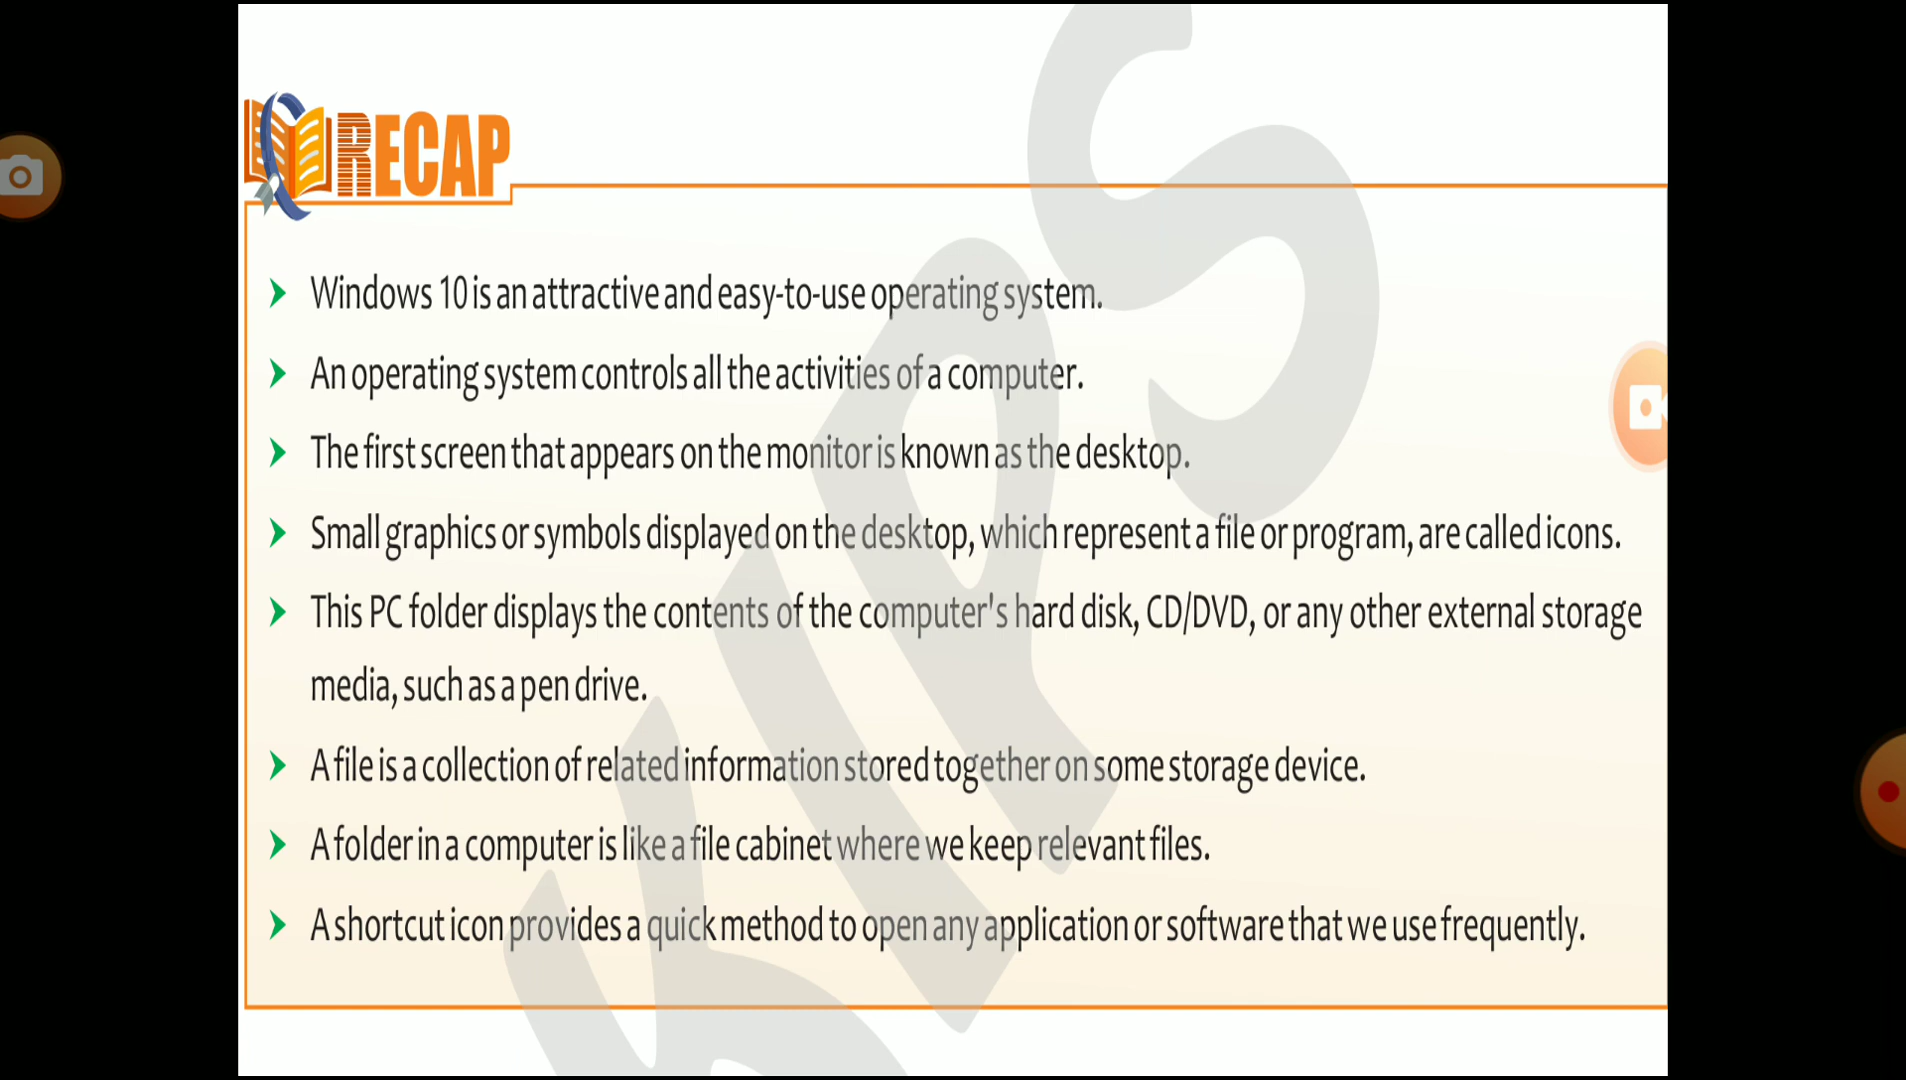 RECAP
Windows 10 is an attractive and easy-to-use operating system.
An operating system controls all the activities of a computer.
The first screen that appears on the monitor is known as the desktop.
Small graphics or symbols displayed on the desktop, which represent a file or program, are called icons.
This PC folder displays the contents of the computer's hard disk, CD/DVD, or any other external storage
media, such as a pen drive.
A file is a collection of related information stored together on some storage device.
A folder in a computer is like a file cabinet where we keep relevant files.
A shortcut icon provides a quick method to open any application or software that we use frequently.
KIPS